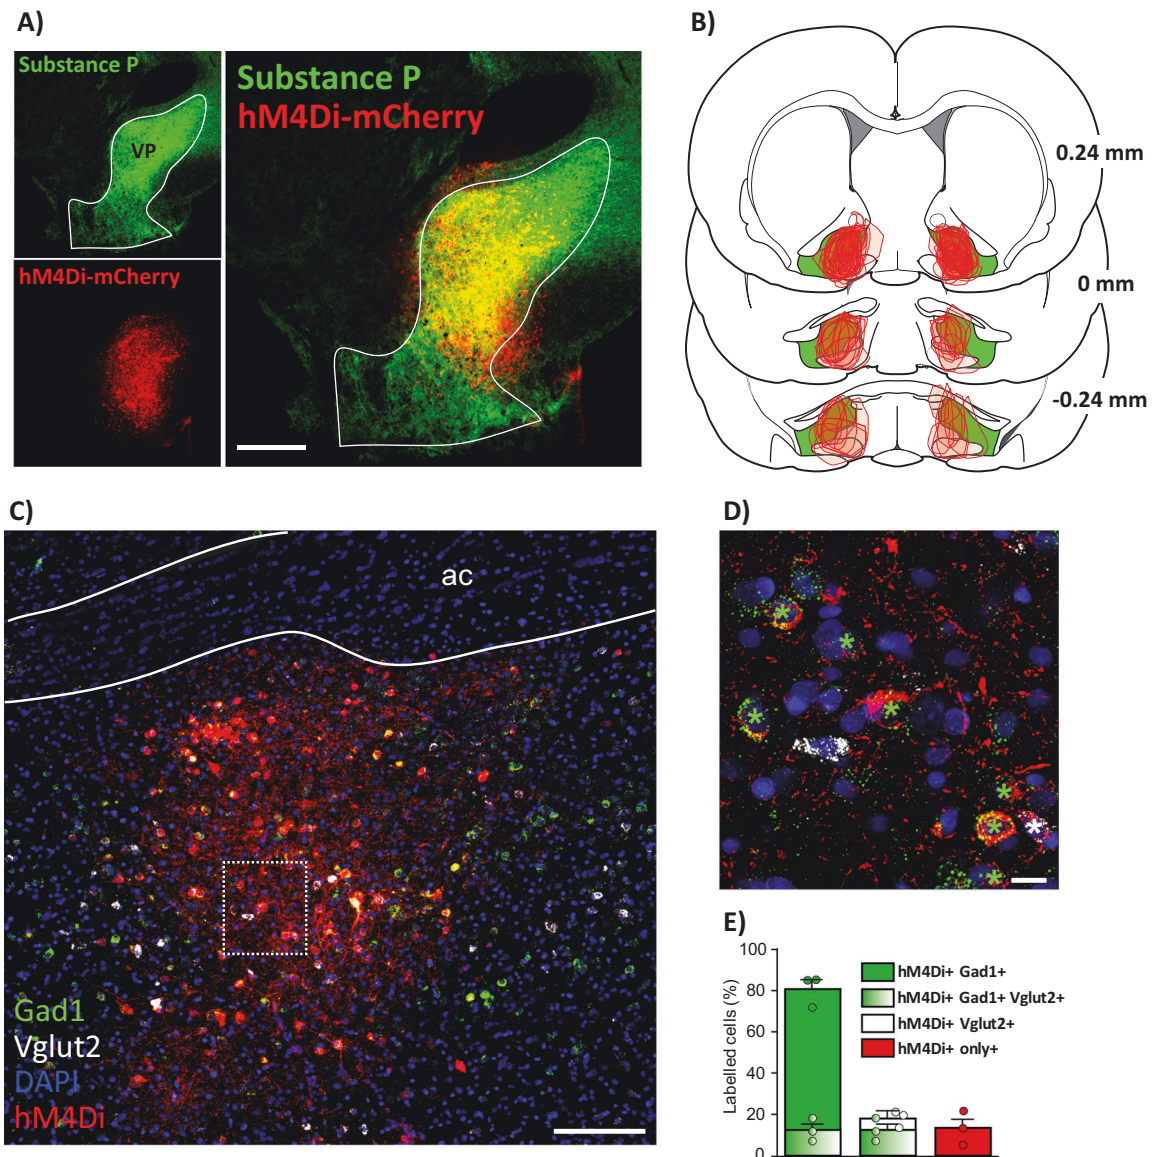 A)
Substance P
VP
hM4Di-mCherry
Substance P
hM4Di-mCherry
B)
0.24 mm
0 mm
-0.24 mm
C)
ac
Gad1
Vglut2
DAPI
hM4Di
D)
*
*
*
*
*
*
*
*
E)
Labelled cells (%)
100
80
60
40
20
0
hM4Di+ Gad1+
hM4Di+ Gad1+ Vglut2+
hM4Di+ Vglut2+
hM4Di+ only+